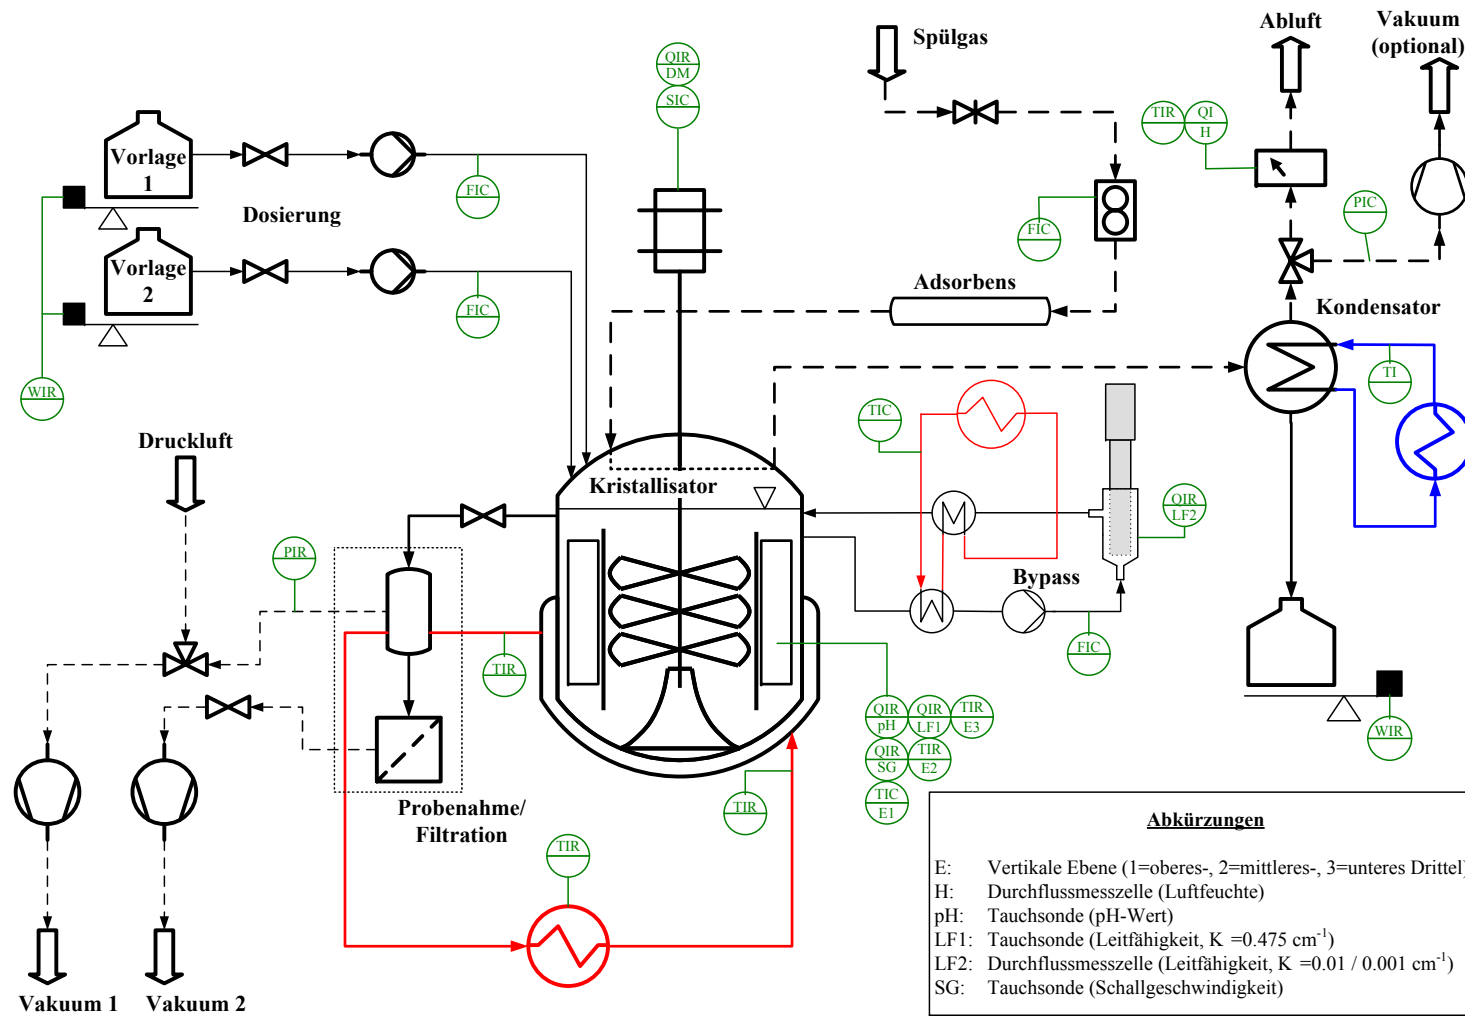 Spülgas
Abluft
Vakuum
(optional)
QIR
DM
SIC
TIR
QI
H
Vorlage
1
FIC
Dosierung
PIC
FIC
Vorlage
2
FIC
Adsorbens
Kondensator
WIR
TI
TIC
Druckluft
Kristallisator
QIR
LF2
PIR
Bypass
TIR
FIC
QIR
pH
QIR
LF1
TIR
E3
QIR
SG
TIR
E2
TIC
E1
WIR
TIR
Probenahme/
Filtration
TIR
Vakuum 1
Vakuum 2
Abkürzungen
E: Vertikale Ebene (1=oberes-, 2=mittleres-, 3=unteres Drittel)
H: Durchflussmesszelle (Luftfeuchte)
pH: Tauchsonde (pH-Wert)
LF1: Tauchsonde (Leitfähigkeit, K =0.475 cm⁻¹)
LF2: Durchflussmesszelle (Leitfähigkeit, K =0.01 / 0.001 cm⁻¹)
SG: Tauchsonde (Schallgeschwindigkeit)